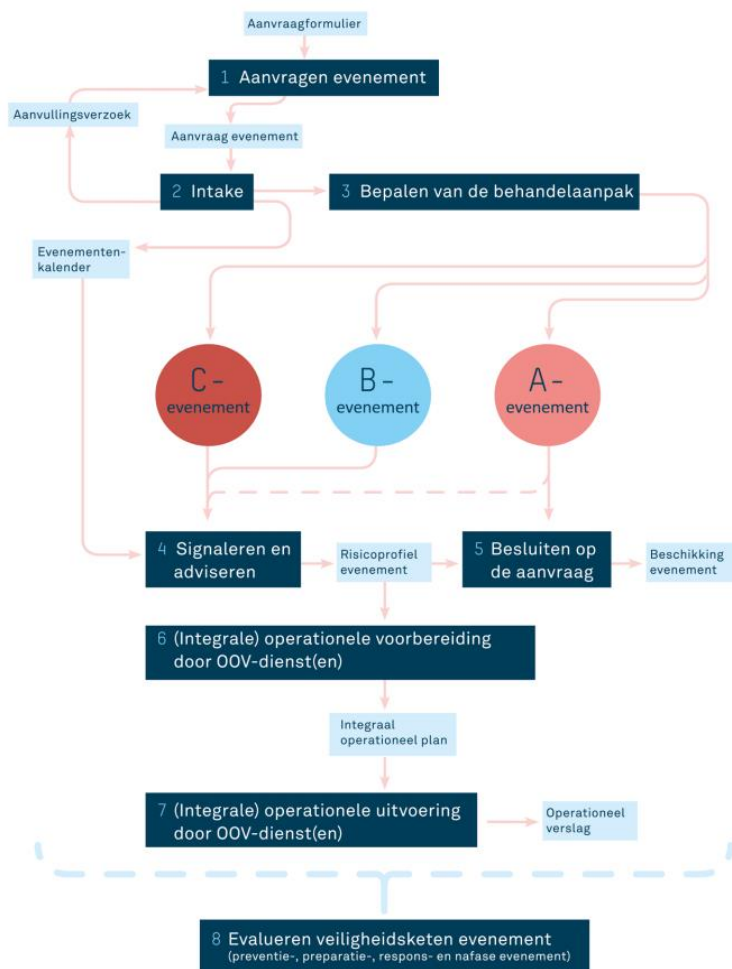 Aanvraagformulier
1 Aanvragen evenement
Aanvullingsverzoek
Aanvraag evenement
2 Intake
3 Bepalen van de behandelaanpak
Evenementen-
kalender
C-
evenement
B-
evenement
A-
evenement
4 Signaleren en
adviseren
Risicoprofiel
evenement
5 Besluiten op
de aanvraag
Beschikking
evenement
6 (Integrale) operationele voorbereiding
door OOV-dienst(en)
Integraal
operationeel plan
7 (Integrale) operationele uitvoering
door OOV-dienst(en)
Operationeel
verslag
8 Evalueren veiligheidsketen evenement
(preventie-, preparatie-, respons- en nafase evenement)